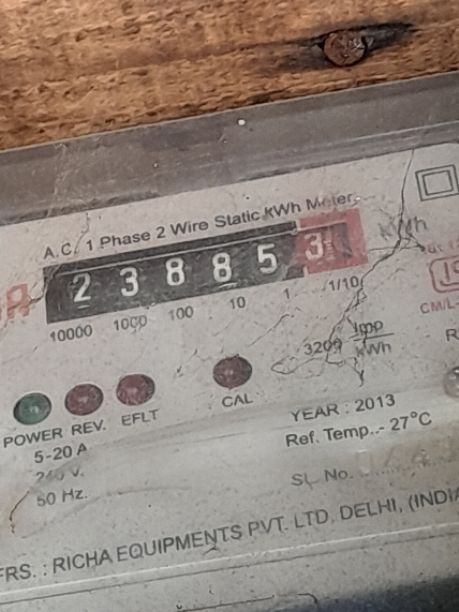 A.C. 1 Phase 2 Wire Static kWh Meter
2 3 8 8 5 3 kWh
10000 1000 100 10 1 1/10
CM/L-
3200 Imp/kWh
POWER REV. EFLT CAL
5-20 A
240 V.
50 Hz.
YEAR : 2013
Ref. Temp..- 27°C
SL. No.
FRS. : RICHA EQUIPMENTS PVT. LTD. DELHI, (INDIA